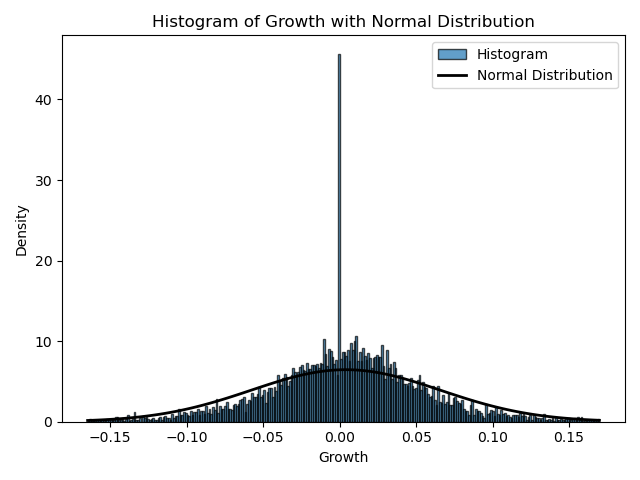 Histogram of Growth with Normal Distribution
Histogram
Normal Distribution
Density
40
30
20
10
0
−0.15
−0.10
−0.05
0.00
0.05
0.10
0.15
Growth